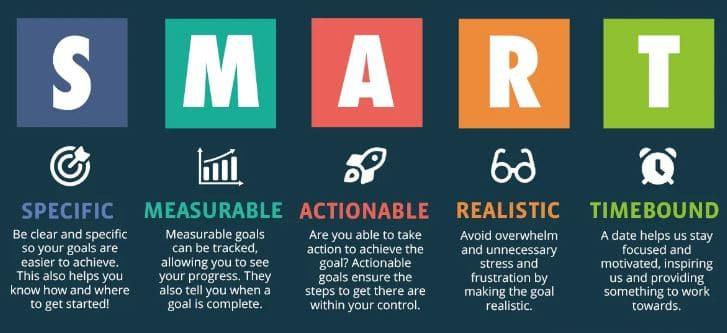 S M A R T
SPECIFIC
Be clear and specific
so your goals are
easier to achieve.
This also helps you
know how and where
to get started!
MEASURABLE
Measurable goals
can be tracked,
allowing you to see
your progress. They
also tell you when a
goal is complete.
ACTIONABLE
Are you able to take
action to achieve the
goal? Actionable
goals ensure the
steps to get there are
within your control.
REALISTIC
Avoid overwhelm
and unnecessary
stress and
frustration by
making the goal
realistic.
TIMEBOUND
A date helps us stay
focused and
motivated, inspiring
us and providing
something to work
towards.